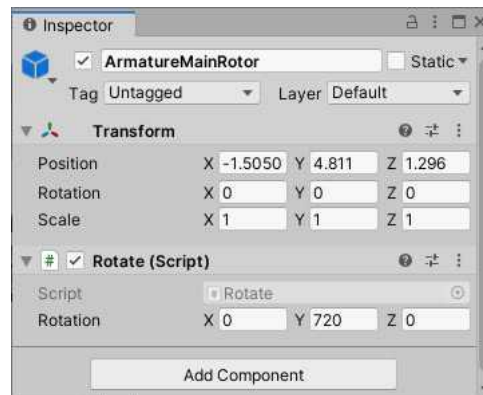 Inspector
ArmatureMainRotor Static
Tag Untagged Layer Default
Transform
Position X -1.5050 Y 4.811 Z 1.296
Rotation X 0 Y 0 Z 0
Scale X 1 Y 1 Z 1
# Rotate (Script)
Script Rotate
Rotation X 0 Y 720 Z 0
Add Component